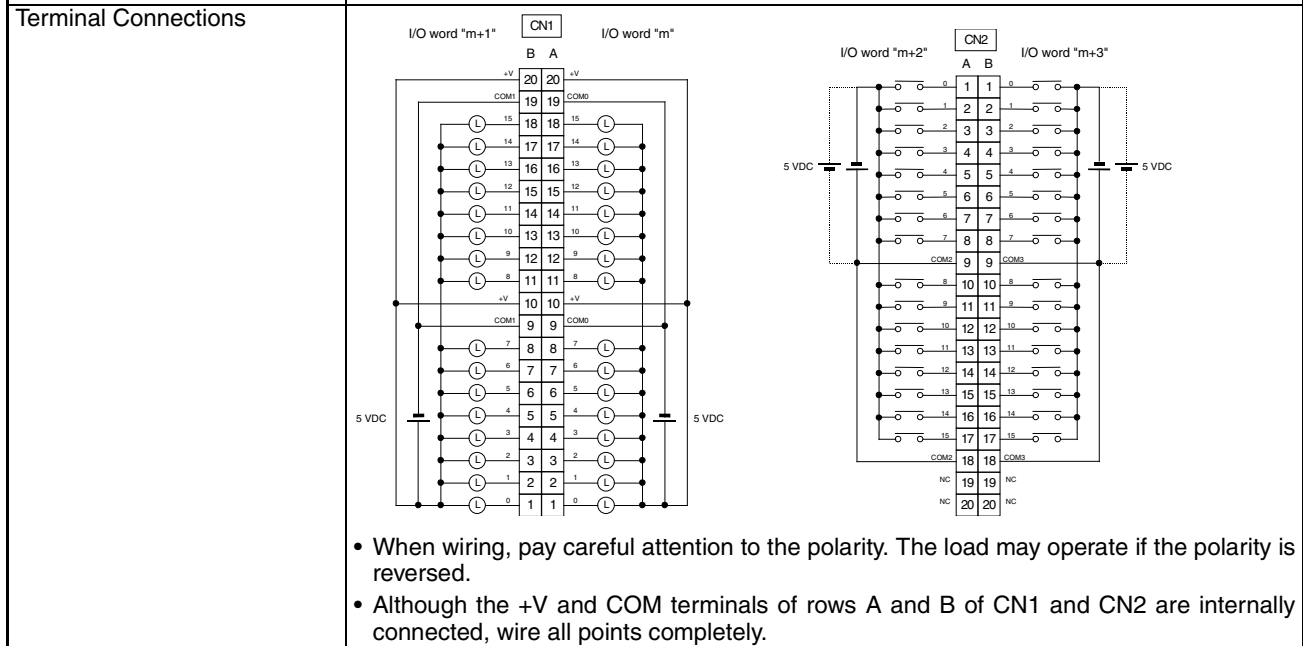 Terminal Connections
I/O word "m+1" CN1 I/O word "m"
B A
+V 20 20 +V
COM1 19 19 COM0
L 15 18 18 15 L
L 14 17 17 14 L
L 13 16 16 13 L
L 12 15 15 12 L
L 11 14 14 11 L
L 10 13 13 10 L
L 9 12 12 9 L
L 8 11 11 8 L
+V 10 10 +V
COM1 9 9 COM0
L 7 8 8 7 L
L 6 7 7 6 L
L 5 6 6 5 L
5 VDC L 4 5 5 4 L 5 VDC
L 3 4 4 3 L
L 2 3 3 2 L
L 1 2 2 1 L
L 0 1 1 0 L
I/O word "m+2" CN2 I/O word "m+3"
A B
0 1 1 0
1 2 2 1
2 3 3 2
3 4 4 3
5 VDC 4 5 5 4 5 VDC
5 6 6 5
6 7 7 6
7 8 8 7
COM2 9 9 COM3
8 10 10 8
9 11 11 9
10 12 12 10
11 13 13 11
12 14 14 12
13 15 15 13
14 16 16 14
15 17 17 15
COM2 18 18 COM3
NC 19 19 NC
NC 20 20 NC
• When wiring, pay careful attention to the polarity. The load may operate if the polarity is
reversed.
• Although the +V and COM terminals of rows A and B of CN1 and CN2 are internally
connected, wire all points completely.